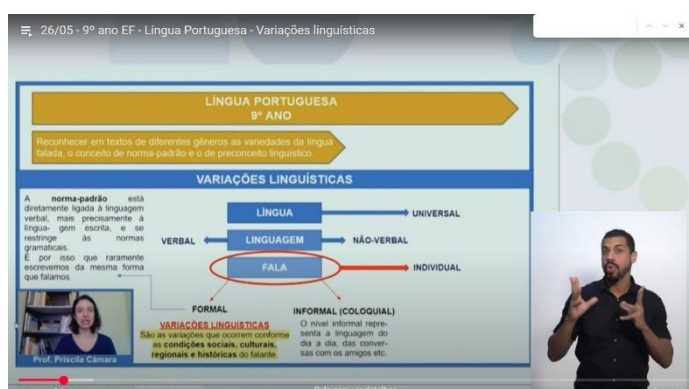 26/05 - 9º ano EF - Língua Portuguesa - Variações linguísticas
LÍNGUA PORTUGUESA
9º ANO
Reconhecer em textos de diferentes gêneros as variedades da língua
falada, o conceito de norma-padrão e o de preconceito linguístico
VARIAÇÕES LINGUÍSTICAS
A norma-padrão está
diretamente ligada à linguagem
verbal, mais precisamente à
língua- gem escrita, e se
restringe às normas
gramaticais.
É por isso que raramente
escrevemos da mesma forma
que falamos.
LÍNGUA
UNIVERSAL
VERBAL
LINGUAGEM
NÃO-VERBAL
FALA
INDIVIDUAL
FORMAL
VARIAÇÕES LINGUÍSTICAS
São as variações que ocorrem conforme
as condições sociais, culturais,
regionais e históricas do falante.
INFORMAL (COLOQUIAL)
O nível informal repre-
senta a linguagem do
dia a dia, das conver-
sas com os amigos etc.
Prof. Priscila Câmara